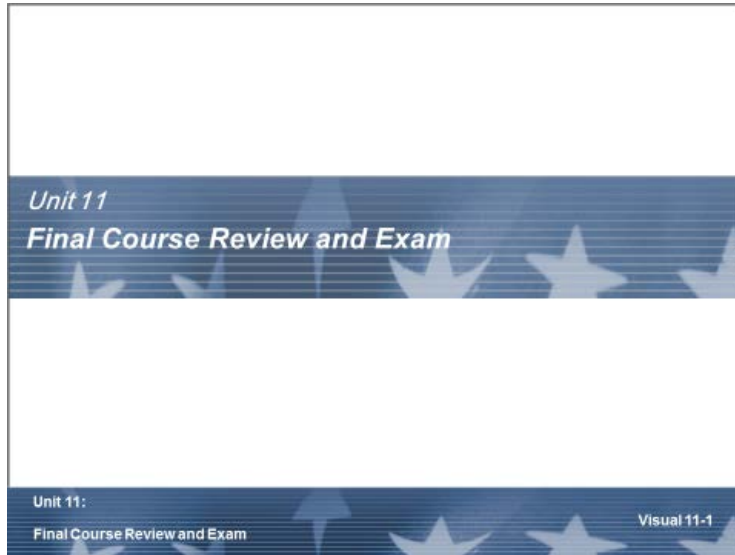 Unit 11
Final Course Review and Exam
Unit 11:
Final Course Review and Exam
Visual 11-1